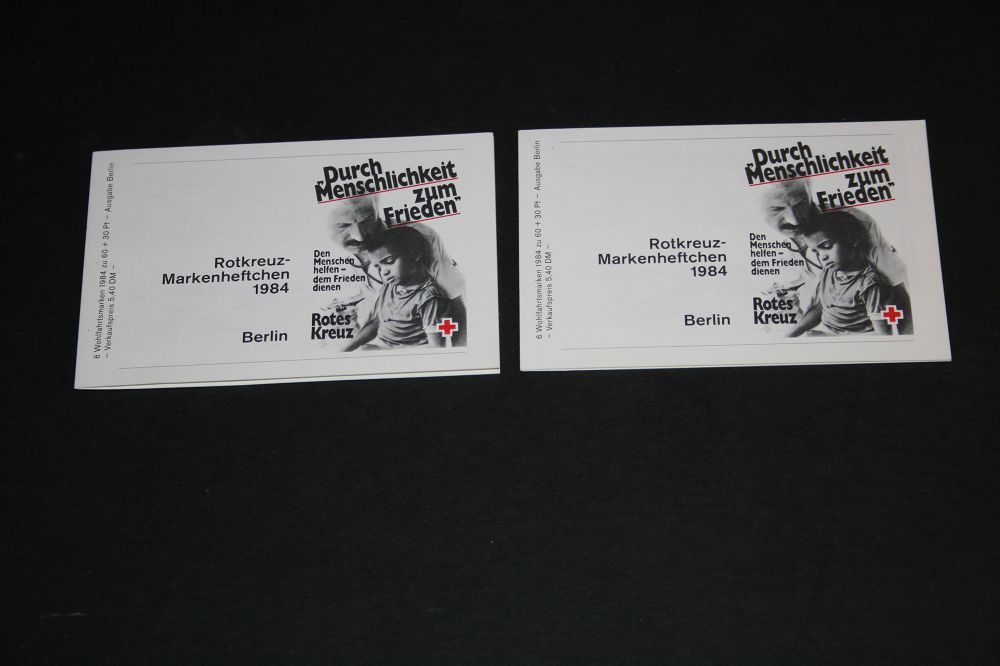 6 Wohlfahrtsmarken 1984 zu 60 + 30 Pf – Ausgabe Berlin
– Verkaufspreis 5,40 DM –
Rotkreuz-
Markenheftchen
1984
Berlin
"Durch
Menschlichkeit
zum
Frieden"
Den
Menschen
helfen –
dem Frieden
dienen
Rotes
Kreuz
6 Wohlfahrtsmarken 1984 zu 60 + 30 Pf – Ausgabe Berlin
– Verkaufspreis 5,40 DM –
Rotkreuz-
Markenheftchen
1984
Berlin
"Durch
Menschlichkeit
zum
Frieden"
Den
Menschen
helfen –
dem Frieden
dienen
Rotes
Kreuz